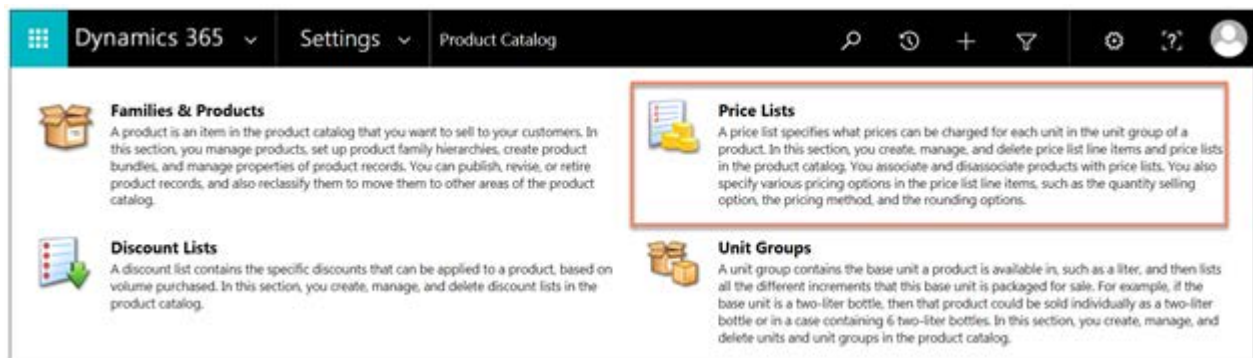 Dynamics 365 Settings Product Catalog
Families & Products
A product is an item in the product catalog that you want to sell to your customers. In
this section, you manage products, set up product family hierarchies, create product
bundles, and manage properties of product records. You can publish, revise, or retire
product records, and also reclassify them to move them to other areas of the product
catalog.
Price Lists
A price list specifies what prices can be charged for each unit in the unit group of a
product. In this section, you create, manage, and delete price list line items and price lists
in the product catalog. You associate and disassociate products with price lists. You also
specify various pricing options in the price list line items, such as the quantity selling
option, the pricing method, and the rounding options.
Discount Lists
A discount list contains the specific discounts that can be applied to a product, based on
volume purchased. In this section, you create, manage, and delete discount lists in the
product catalog.
Unit Groups
A unit group contains the base unit a product is available in, such as a liter, and then lists
all the different increments that this base unit is packaged for sale. For example, if the
base unit is a two-liter bottle, then that product could be sold individually as a two-liter
bottle or in a case containing 6 two-liter bottles. In this section, you create, manage, and
delete units and unit groups in the product catalog.